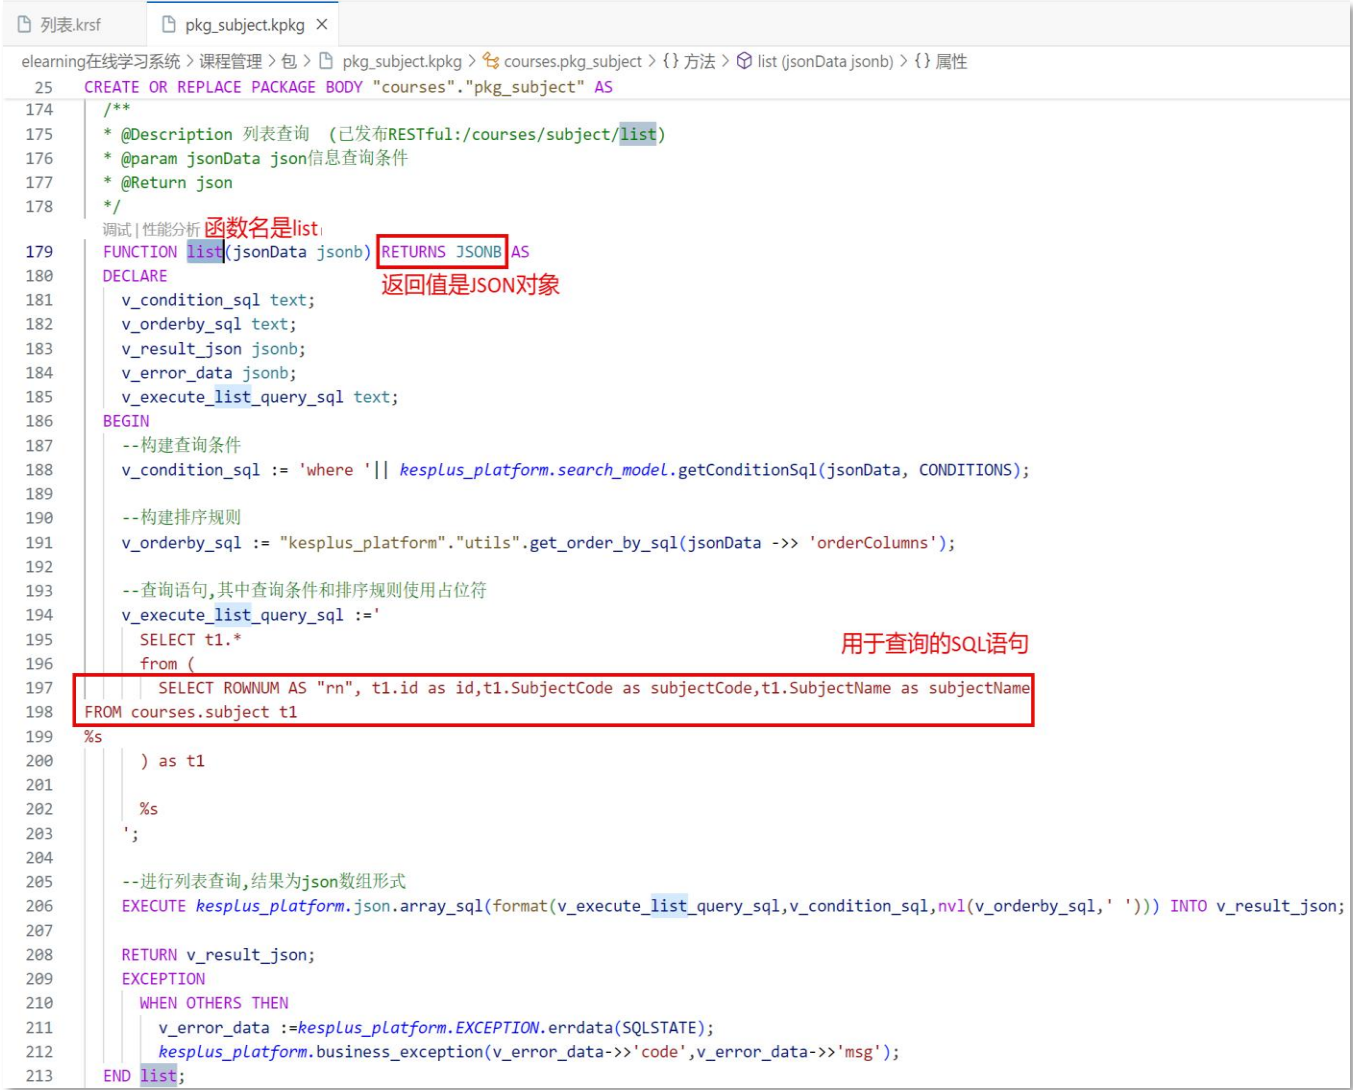 列表.krsf pkg_subject.kpkg ×
elearning在线学习系统 > 课程管理 > 包 > pkg_subject.kpkg > courses.pkg_subject > {} 方法 > list (jsonData jsonb) > {} 属性
25 CREATE OR REPLACE PACKAGE BODY "courses"."pkg_subject" AS
174 /**
175 * @Description 列表查询 (已发布RESTful:/courses/subject/list)
176 * @param jsonData json信息查询条件
177 * @Return json
178 */
调试 | 性能分析 函数名是list
179 FUNCTION list(jsonData jsonb) RETURNS JSONB AS
返回值是JSON对象
180 DECLARE
181 v_condition_sql text;
182 v_orderby_sql text;
183 v_result_json jsonb;
184 v_error_data jsonb;
185 v_execute_list_query_sql text;
186 BEGIN
187 --构建查询条件
188 v_condition_sql := 'where '|| kesplus_platform.search_model.getConditionSql(jsonData, CONDITIONS);
189
190 --构建排序规则
191 v_orderby_sql := "kesplus_platform"."utils".get_order_by_sql(jsonData ->> 'orderColumns');
192
193 --查询语句,其中查询条件和排序规则使用占位符
194 v_execute_list_query_sql :='
195 SELECT t1.*
用于查询的SQL语句
196 from (
197 SELECT ROWNUM AS "rn", t1.id as id,t1.SubjectCode as subjectCode,t1.SubjectName as subjectName
198 FROM courses.subject t1
199 %s
200 ) as t1
201
202 %s
203 ';
204
205 --进行列表查询,结果为json数组形式
206 EXECUTE kesplus_platform.json.array_sql(format(v_execute_list_query_sql,v_condition_sql,nvl(v_orderby_sql,' '))) INTO v_result_json;
207
208 RETURN v_result_json;
209 EXCEPTION
210 WHEN OTHERS THEN
211 v_error_data :=kesplus_platform.EXCEPTION.errdata(SQLSTATE);
212 kesplus_platform.business_exception(v_error_data->>'code',v_error_data->>'msg');
213 END list;